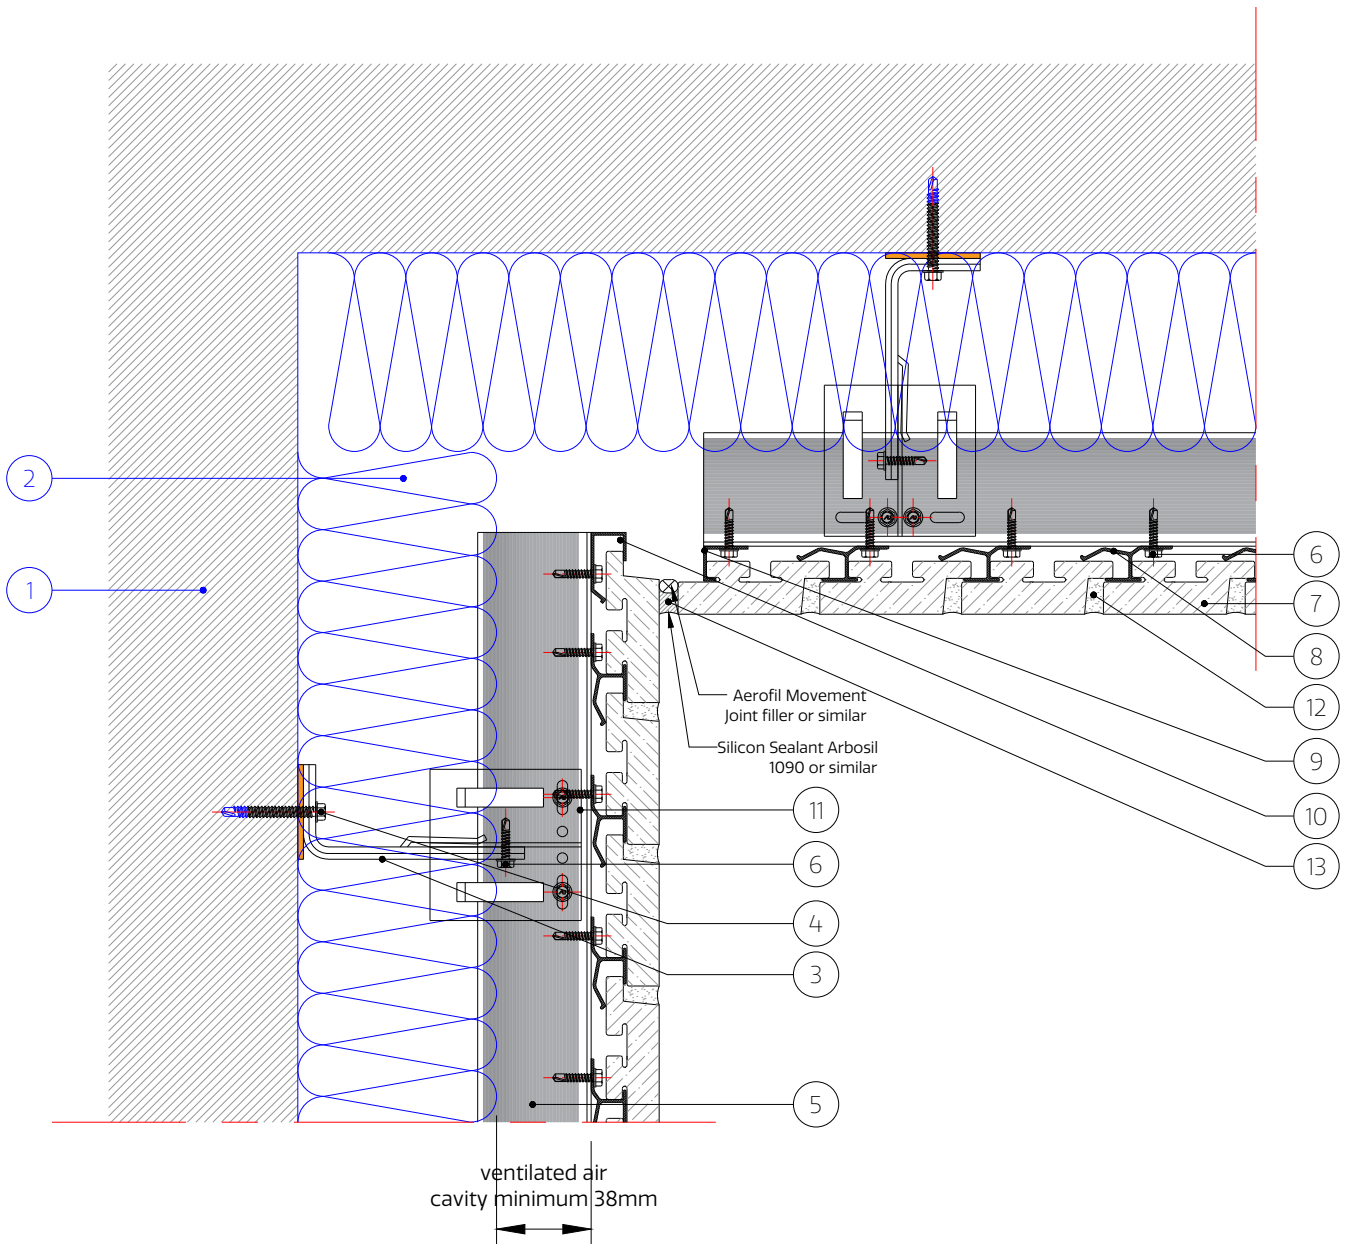 2
1
6
7
8
12
9
10
13
Aerofil Movement
Joint filler or similar
Silicon Sealant Arbosil
1090 or similar
11
6
4
3
5
ventilated air
cavity minimum 38mm